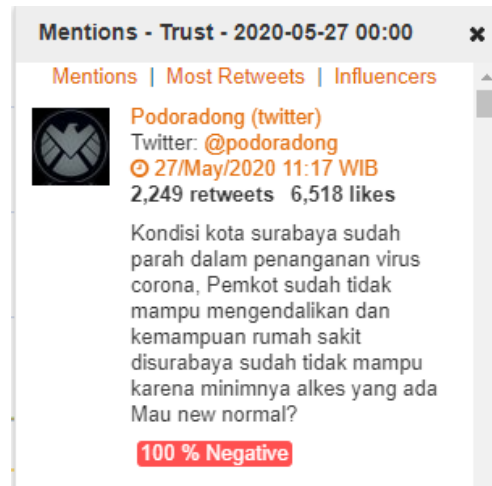 Mentions - Trust - 2020-05-27 00:00 ×
Mentions | Most Retweets | Influencers
Podoradong (twitter)
Twitter: @podoradong
27/May/2020 11:17 WIB
2,249 retweets 6,518 likes
Kondisi kota surabaya sudah
parah dalam penanganan virus
corona, Pemkot sudah tidak
mampu mengendalikan dan
kemampuan rumah sakit
disurabaya sudah tidak mampu
karena minimnya alkes yang ada
Mau new normal?
100 % Negative